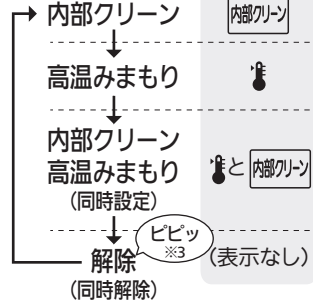 内部クリーン 内部クリーン
高温みまもり
内部クリーン
高温みまもり と 内部クリーン
(同時設定)
ピピッ
※3
解除 (表示なし)
(同時解除)